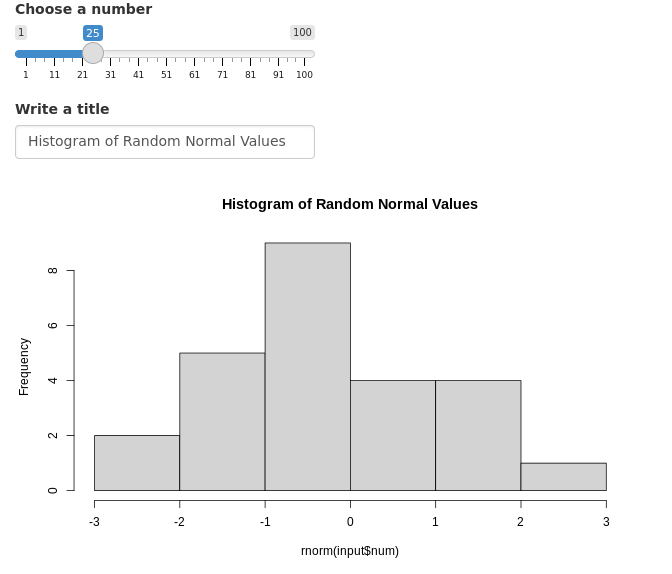 Choose a number
1 25 100
1 11 21 31 41 51 61 71 81 91 100
Write a title
Histogram of Random Normal Values
Histogram of Random Normal Values
Frequency
8
6
4
2
0
-3 -2 -1 0 1 2 3
rnorm(input$num)